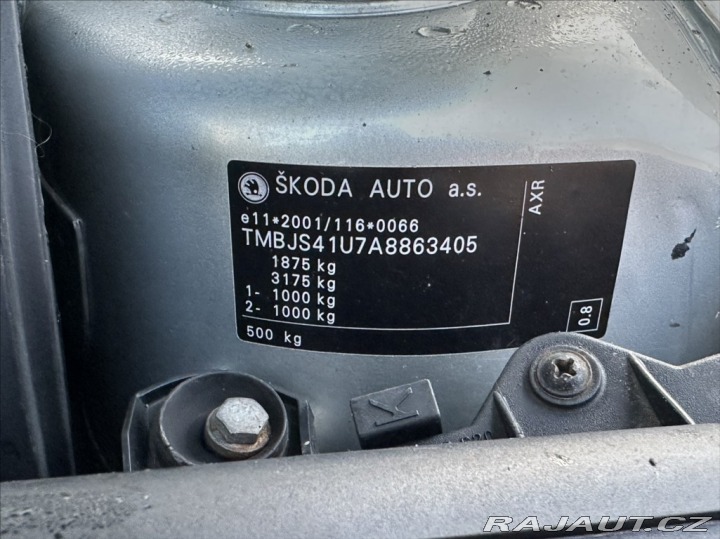 ŠKODA AUTO a.s.
e11*2001/116*0066
TMBJS41U7A8863405
1875 kg
3175 kg
1- 1000 kg
2- 1000 kg
500 kg
AXR
0.8
K
RAJAUT.CZ